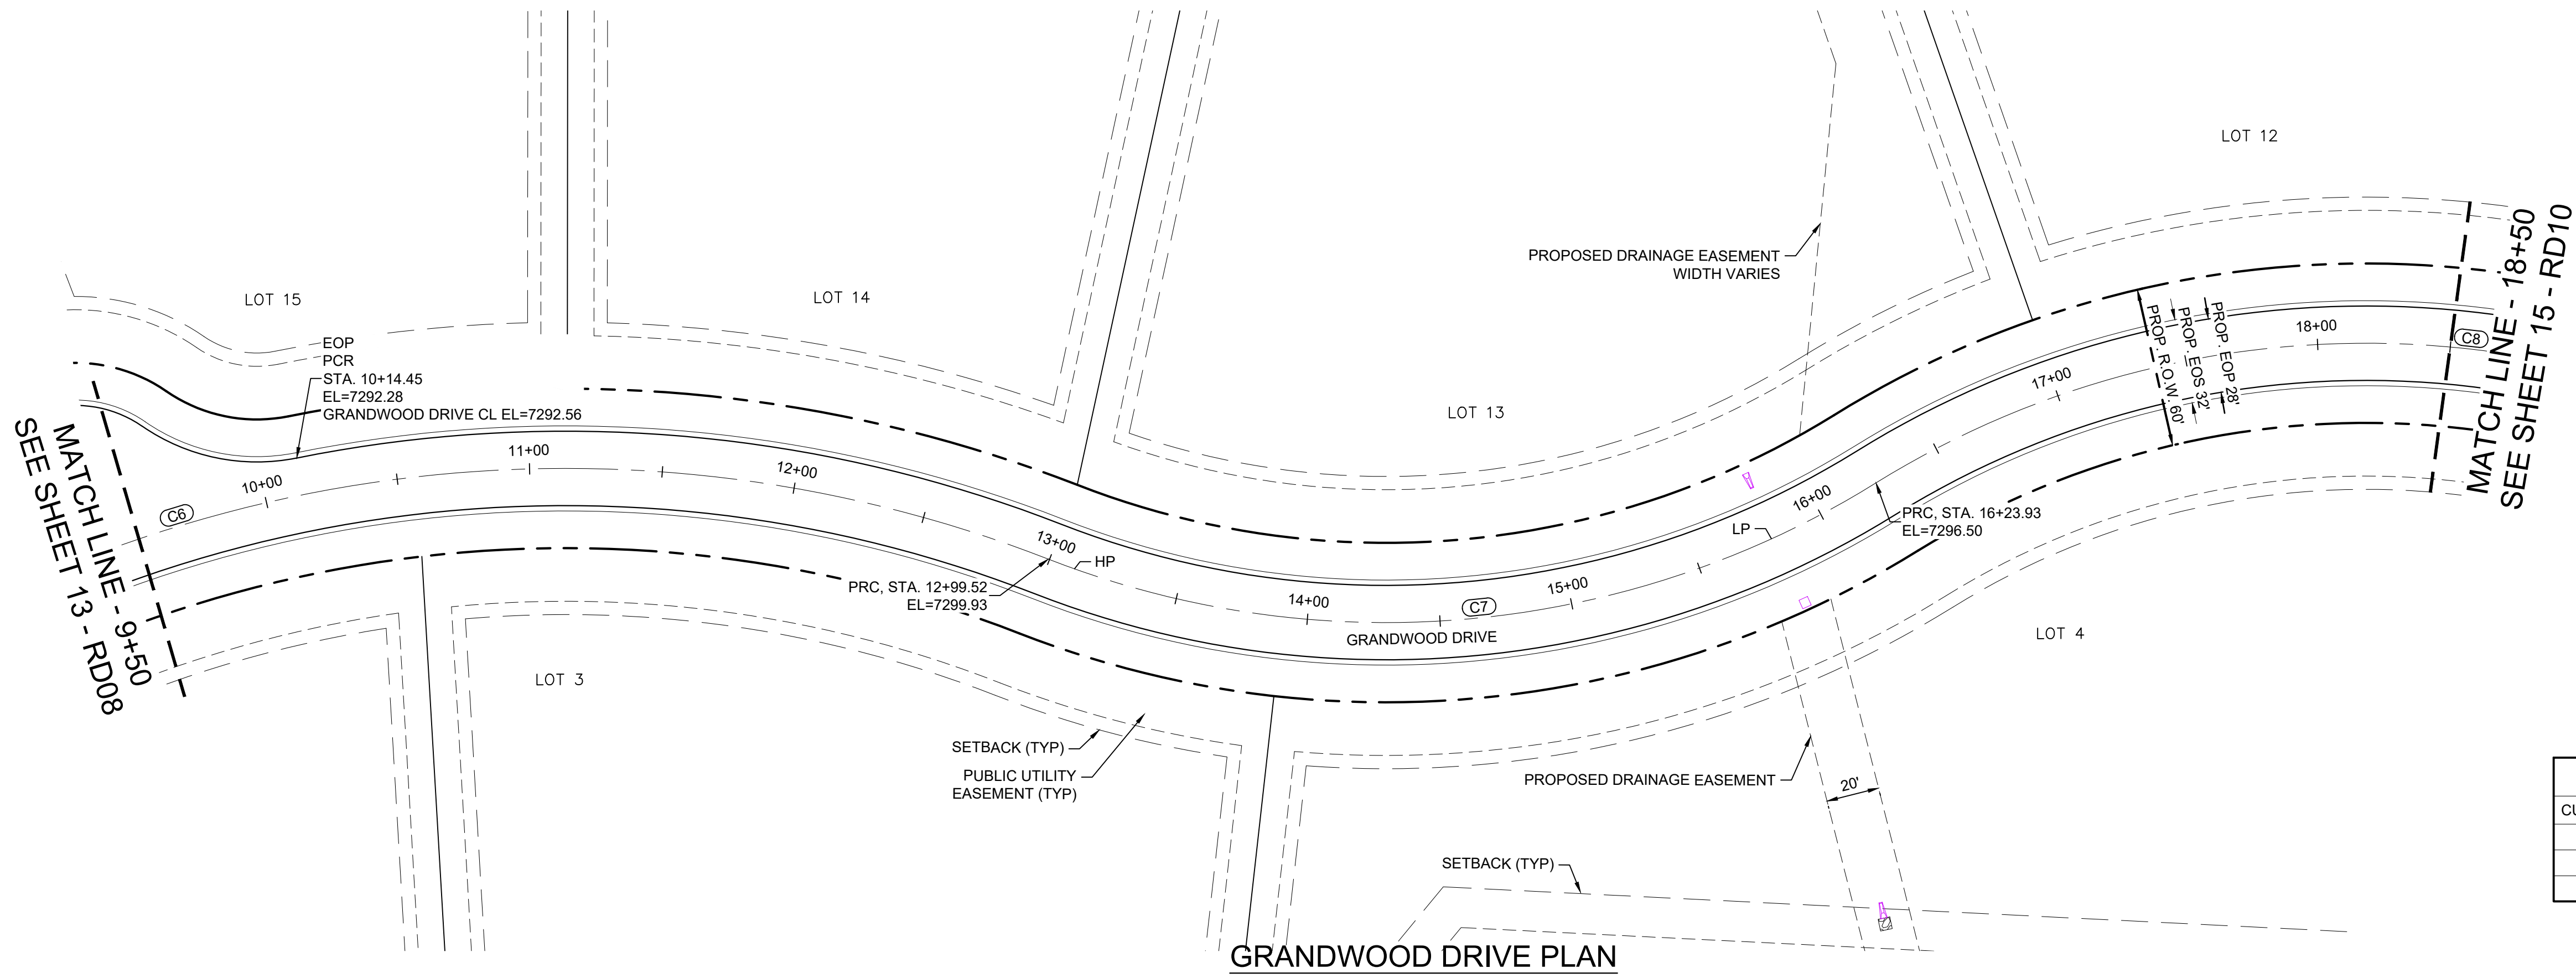 LOT 12
MATCH LINE - 18+50
SEE SHEET 15 - RD10
PROPOSED DRAINAGE EASEMENT
WIDTH VARIES
LOT 15
LOT 14
LOT 13
PROP. R.O.W. 60'
PROP. EOS 32'
PROP. EOP 28'
18+00
C8
EOP
PCR
STA. 10+14.45
EL=7292.28
GRANDWOOD DRIVE CL EL=7292.56
17+00
MATCH LINE - 9+50
SEE SHEET 13 - RD08
C6
10+00
11+00
12+00
13+00
HP
PRC, STA. 12+99.52
EL=7299.93
14+00
C7
15+00
LP
16+00
PRC, STA. 16+23.93
EL=7296.50
GRANDWOOD DRIVE
LOT 3
LOT 4
SETBACK (TYP)
PUBLIC UTILITY
EASEMENT (TYP)
PROPOSED DRAINAGE EASEMENT
20'
SETBACK (TYP)
GRANDWOOD DRIVE PLAN